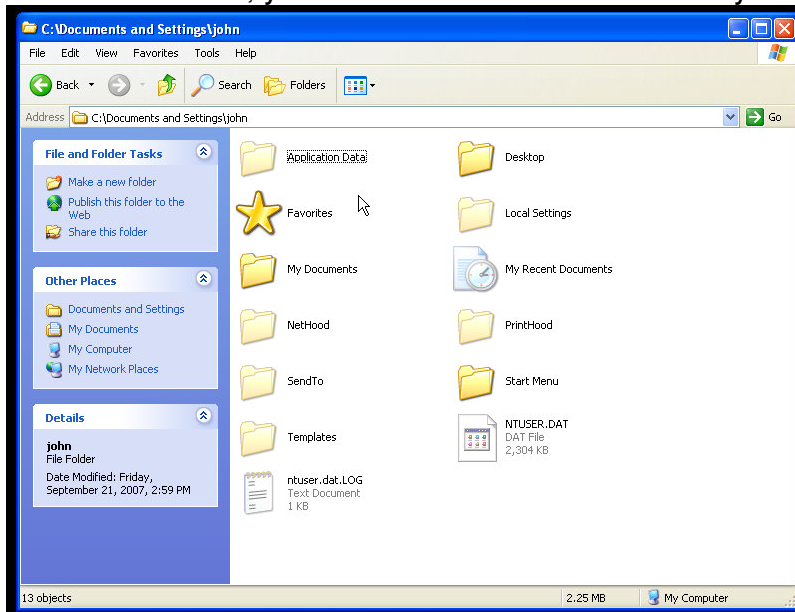 C:\Documents and Settings\john
File Edit View Favorites Tools Help
Back Search Folders
Address C:\Documents and Settings\john Go
File and Folder Tasks
Make a new folder
Publish this folder to the
Web
Share this folder
Other Places
Documents and Settings
My Documents
My Computer
My Network Places
Details
john
File Folder
Date Modified: Friday,
September 21, 2007, 2:59 PM
Application Data
Desktop
Favorites
Local Settings
My Documents
My Recent Documents
NetHood
PrintHood
SendTo
Start Menu
Templates
NTUSER.DAT
DAT File
2,304 KB
ntuser.dat.LOG
Text Document
1 KB
13 objects 2.25 MB My Computer